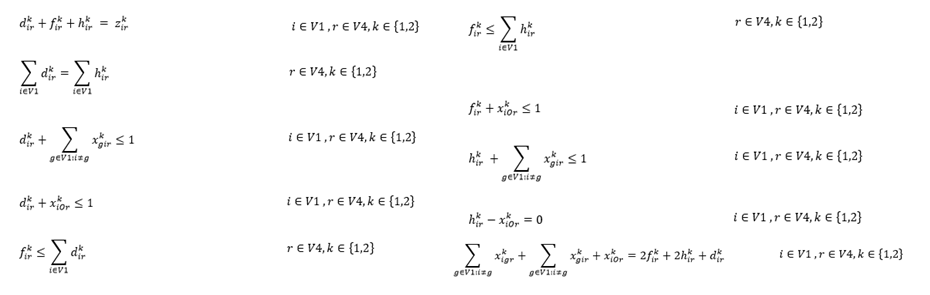 d_{ir}^k + f_{ir}^k + h_{ir}^k = z_{ir}^k    i ∈ V1 , r ∈ V4, k ∈ {1,2}
∑_{i∈V1} d_{ir}^k = ∑_{i∈V1} h_{ir}^k    r ∈ V4, k ∈ {1,2}
d_{ir}^k + ∑_{g∈V1:i≠g} x_{gir}^k ≤ 1    i ∈ V1 , r ∈ V4, k ∈ {1,2}
d_{ir}^k + x_{i0r}^k ≤ 1    i ∈ V1 , r ∈ V4, k ∈ {1,2}
f_{ir}^k ≤ ∑_{i∈V1} d_{ir}^k    r ∈ V4, k ∈ {1,2}
f_{ir}^k ≤ ∑_{i∈V1} h_{ir}^k    r ∈ V4, k ∈ {1,2}
f_{ir}^k + x_{i0r}^k ≤ 1    i ∈ V1 , r ∈ V4, k ∈ {1,2}
h_{ir}^k + ∑_{g∈V1:i≠g} x_{gir}^k ≤ 1    i ∈ V1 , r ∈ V4, k ∈ {1,2}
h_{ir}^k − x_{i0r}^k = 0    i ∈ V1 , r ∈ V4, k ∈ {1,2}
∑_{g∈V1:i≠g} x_{igr}^k + ∑_{g∈V1:i≠g} x_{gir}^k + x_{i0r}^k = 2f_{ir}^k + 2h_{ir}^k + d_{ir}^k    i ∈ V1 , r ∈ V4, k ∈ {1,2}